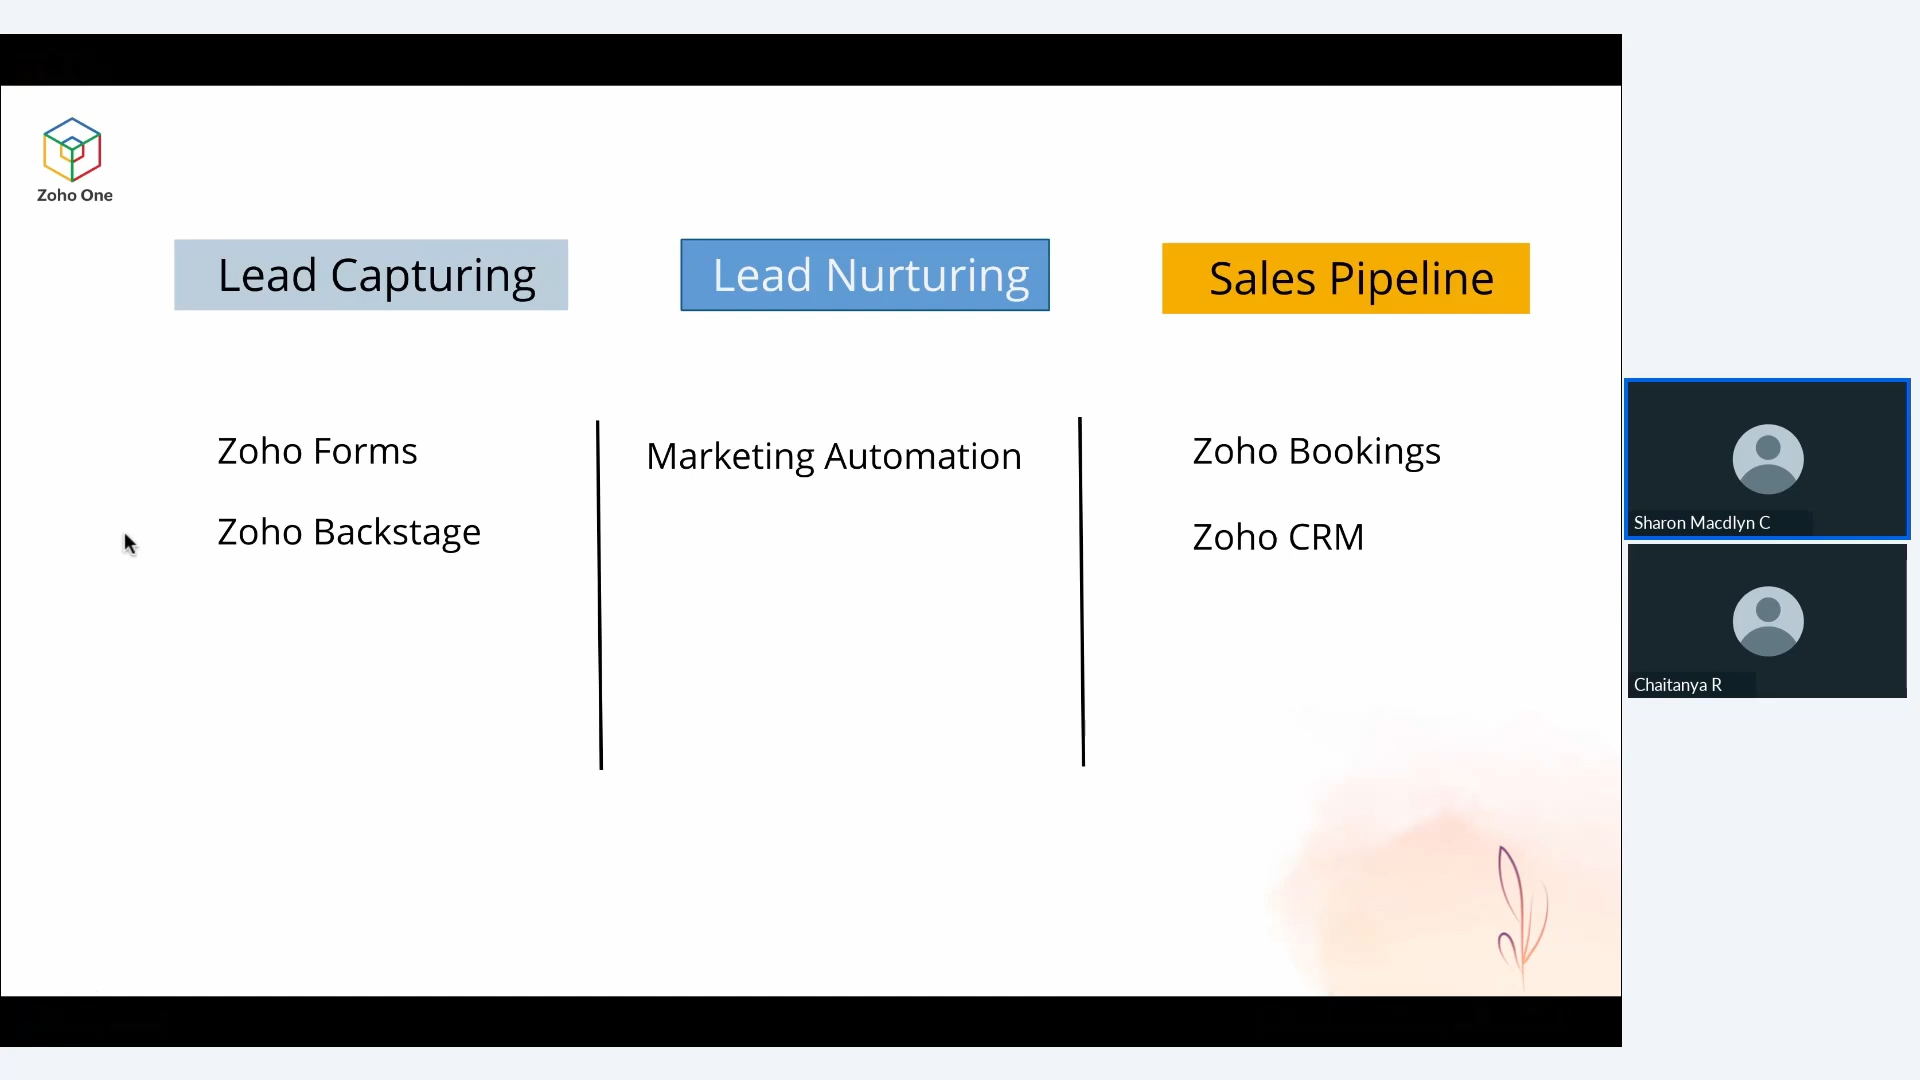 Zoho One
Lead Capturing
Lead Nurturing
Sales Pipeline
Zoho Forms
Zoho Backstage
Marketing Automation
Zoho Bookings
Zoho CRM
Sharon Macdlyn C
Chaitanya R